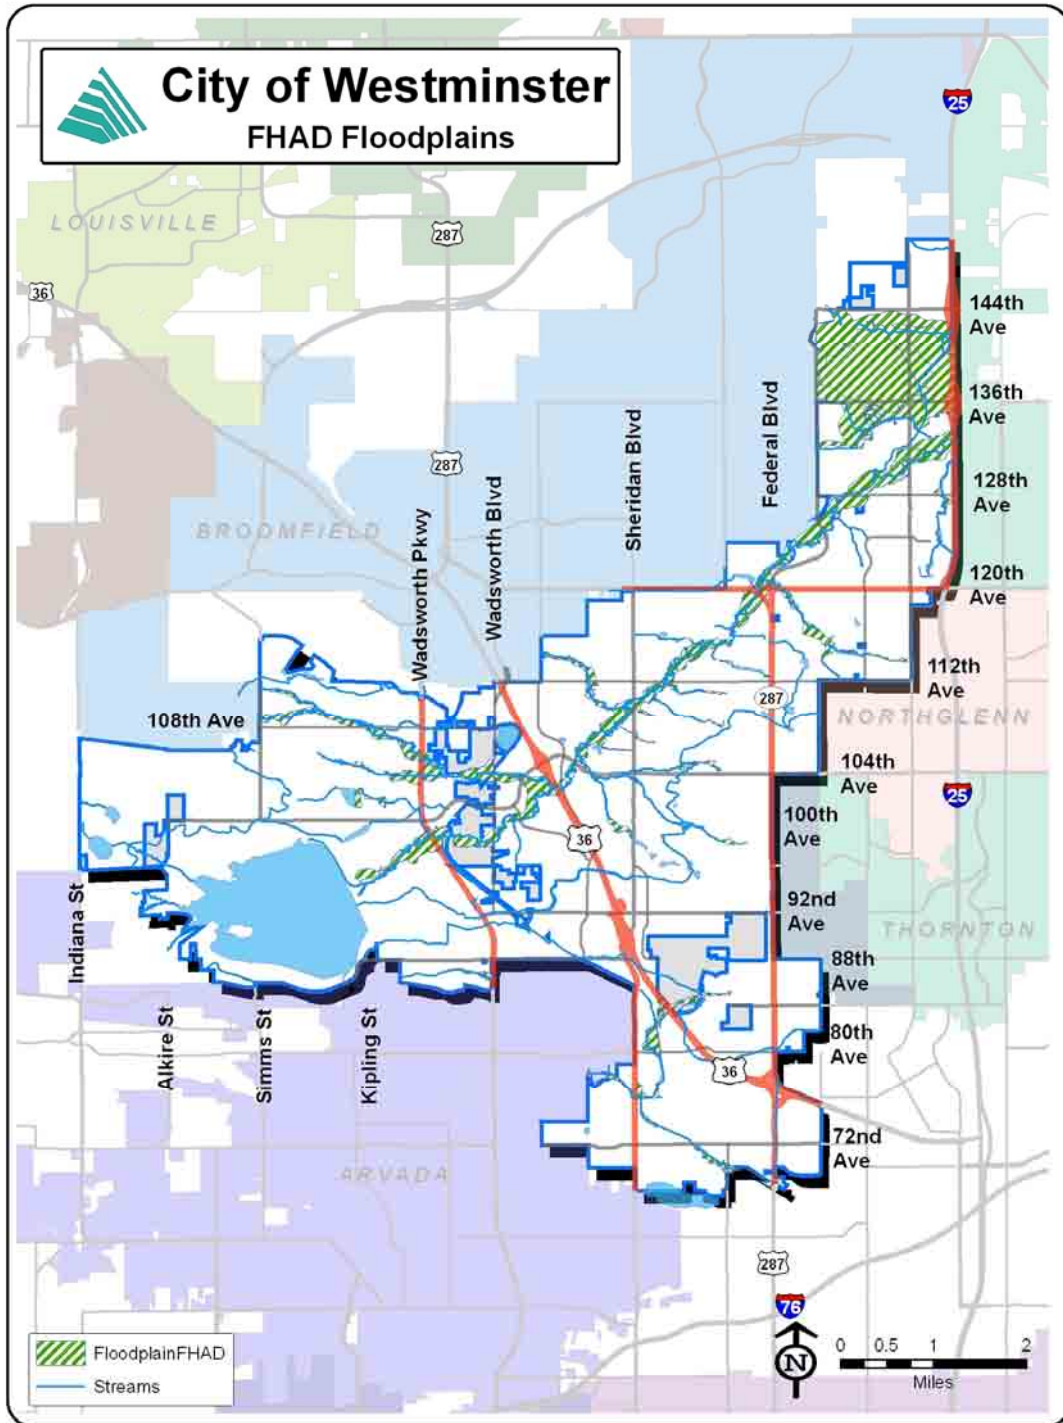 City of Westminster
FHAD Floodplains
25
LOUISVILLE
287
36
144th
Ave
136th
Ave
Sheridan Blvd
Federal Blvd
287
Wadsworth Blvd
128th
Ave
Wadsworth Pkwy
BROOMFIELD
120th
Ave
112th
Ave
287
108th Ave
NORTHGLENN
104th
Ave
25
100th
Ave
36
92nd
Ave
Indiana St
THORNTON
88th
Ave
Alkire St
Simms St
Kipling St
80th
Ave
36
72nd
Ave
ARVADA
287
76
N
0 0.5 1 2
Miles
FloodplainFHAD
Streams